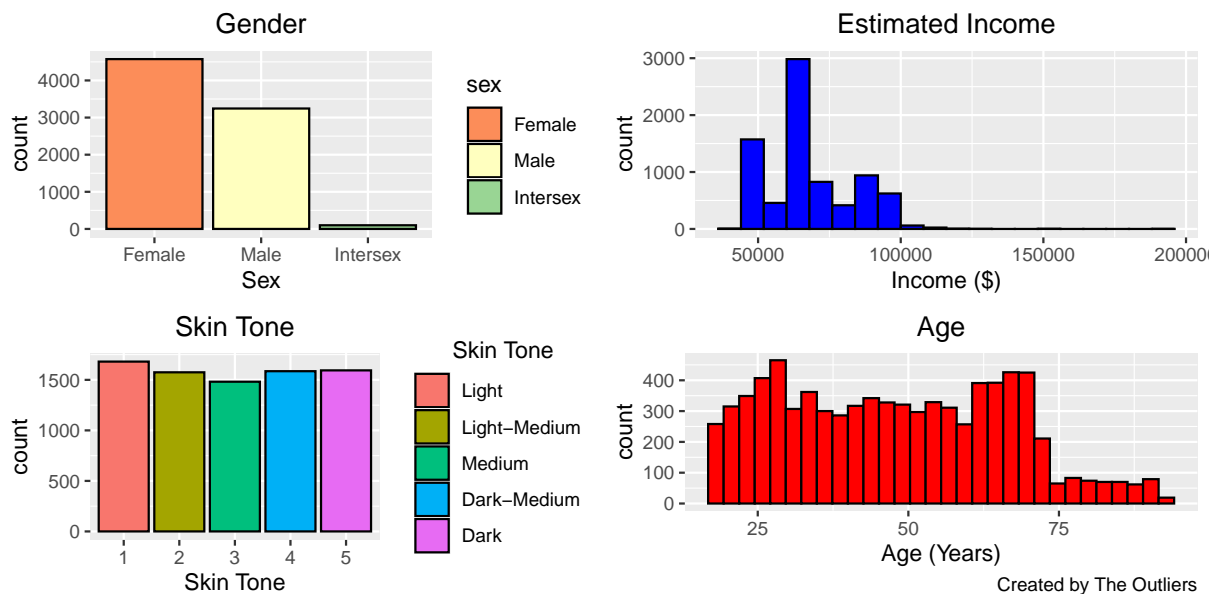 Gender
4000
3000
2000
1000
0
count
Female
Male
Intersex
Sex
sex
Female
Male
Intersex
Estimated Income
3000
2000
1000
0
count
50000
100000
150000
200000
Income ($)
Skin Tone
1500
1000
500
0
count
1
2
3
4
5
Skin Tone
Skin Tone
Light
Light−Medium
Medium
Dark−Medium
Dark
Age
400
300
200
100
0
count
25
50
75
Age (Years)
Created by The Outliers